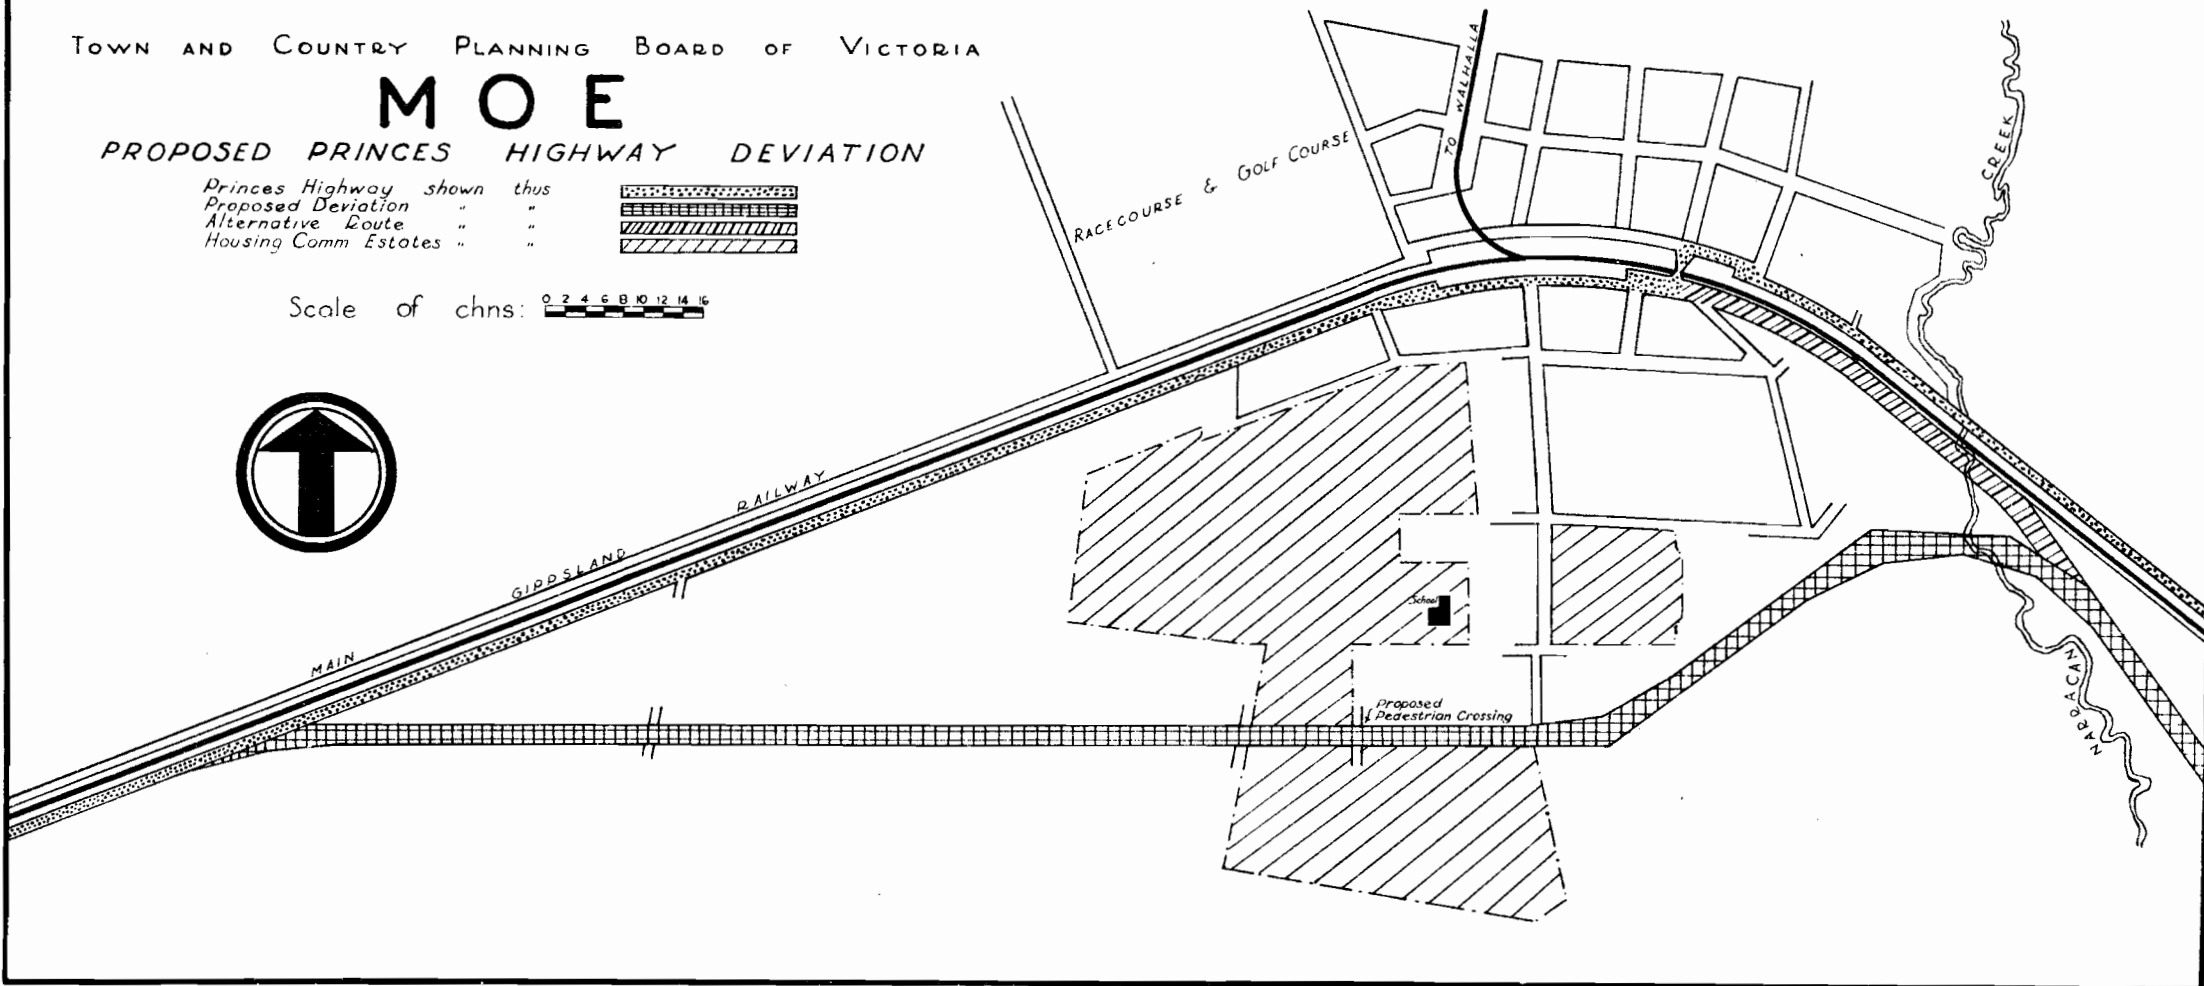 TOWN AND COUNTRY PLANNING BOARD OF VICTORIA
MOE
PROPOSED PRINCES HIGHWAY DEVIATION
Princes Highway shown thus
Proposed Deviation " "
Alternative Route " "
Housing Comm Estates " "
Scale of chns: 0 2 4 6 8 10 12 14 16
TO WALHALLA
RACECOURSE & GOLF COURSE
CREEK
MAIN GIPPSLAND RAILWAY
School
Proposed
Pedestrian Crossing
NARRACAN